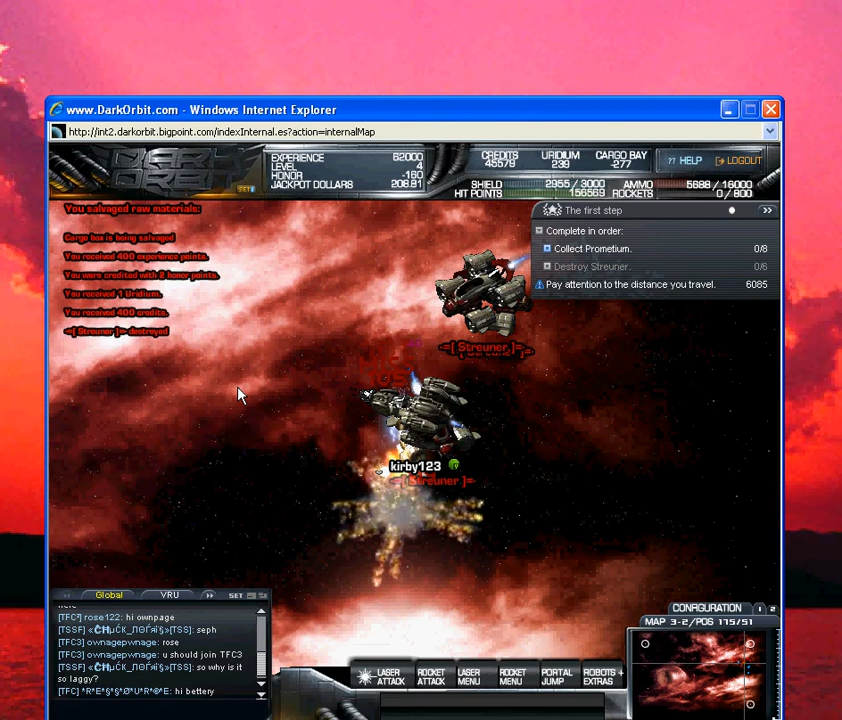 www.DarkOrbit.com - Windows Internet Explorer
http://int2.darkorbit.bigpoint.com/indexInternal.es?action=internalMap
DARK ORBIT
SET
EXPERIENCE 62000
LEVEL 4
HONOR -160
JACKPOT DOLLARS 206.81
CREDITS 45579
URIDIUM 239
CARGO BAY -277
?? HELP
LOGOUT
SHIELD 2955 / 3000
HIT POINTS 156569
AMMO 5688 / 16000
ROCKETS 0 / 800
You salvaged raw materials:
Cargo box is being salvaged
You received 400 experience points.
You were credited with 2 honor points.
You received 1 Uridium.
You received 400 credits.
-=[ Streuner ]=- destroyed
The first step
Complete in order:
Collect Prometium. 0/8
Destroy Streuner. 0/6
Pay attention to the distance you travel. 6085
-=[ Streuner ]=-
kirby123
-=[ Streuner ]=-
Global
VRU
SET
rose122: hi ownpage
seph
[TFC3] ownagepwnage: rose
[TFC3] ownagepwnage: u should join TFC3
so why is it
so laggy?
hi bettery
CONFIGURATION 1 2
MAP 3-2/POS 175/51
LASER ATTACK
ROCKET ATTACK
LASER MENU
ROCKET MENU
PORTAL JUMP
ROBOTS + EXTRAS